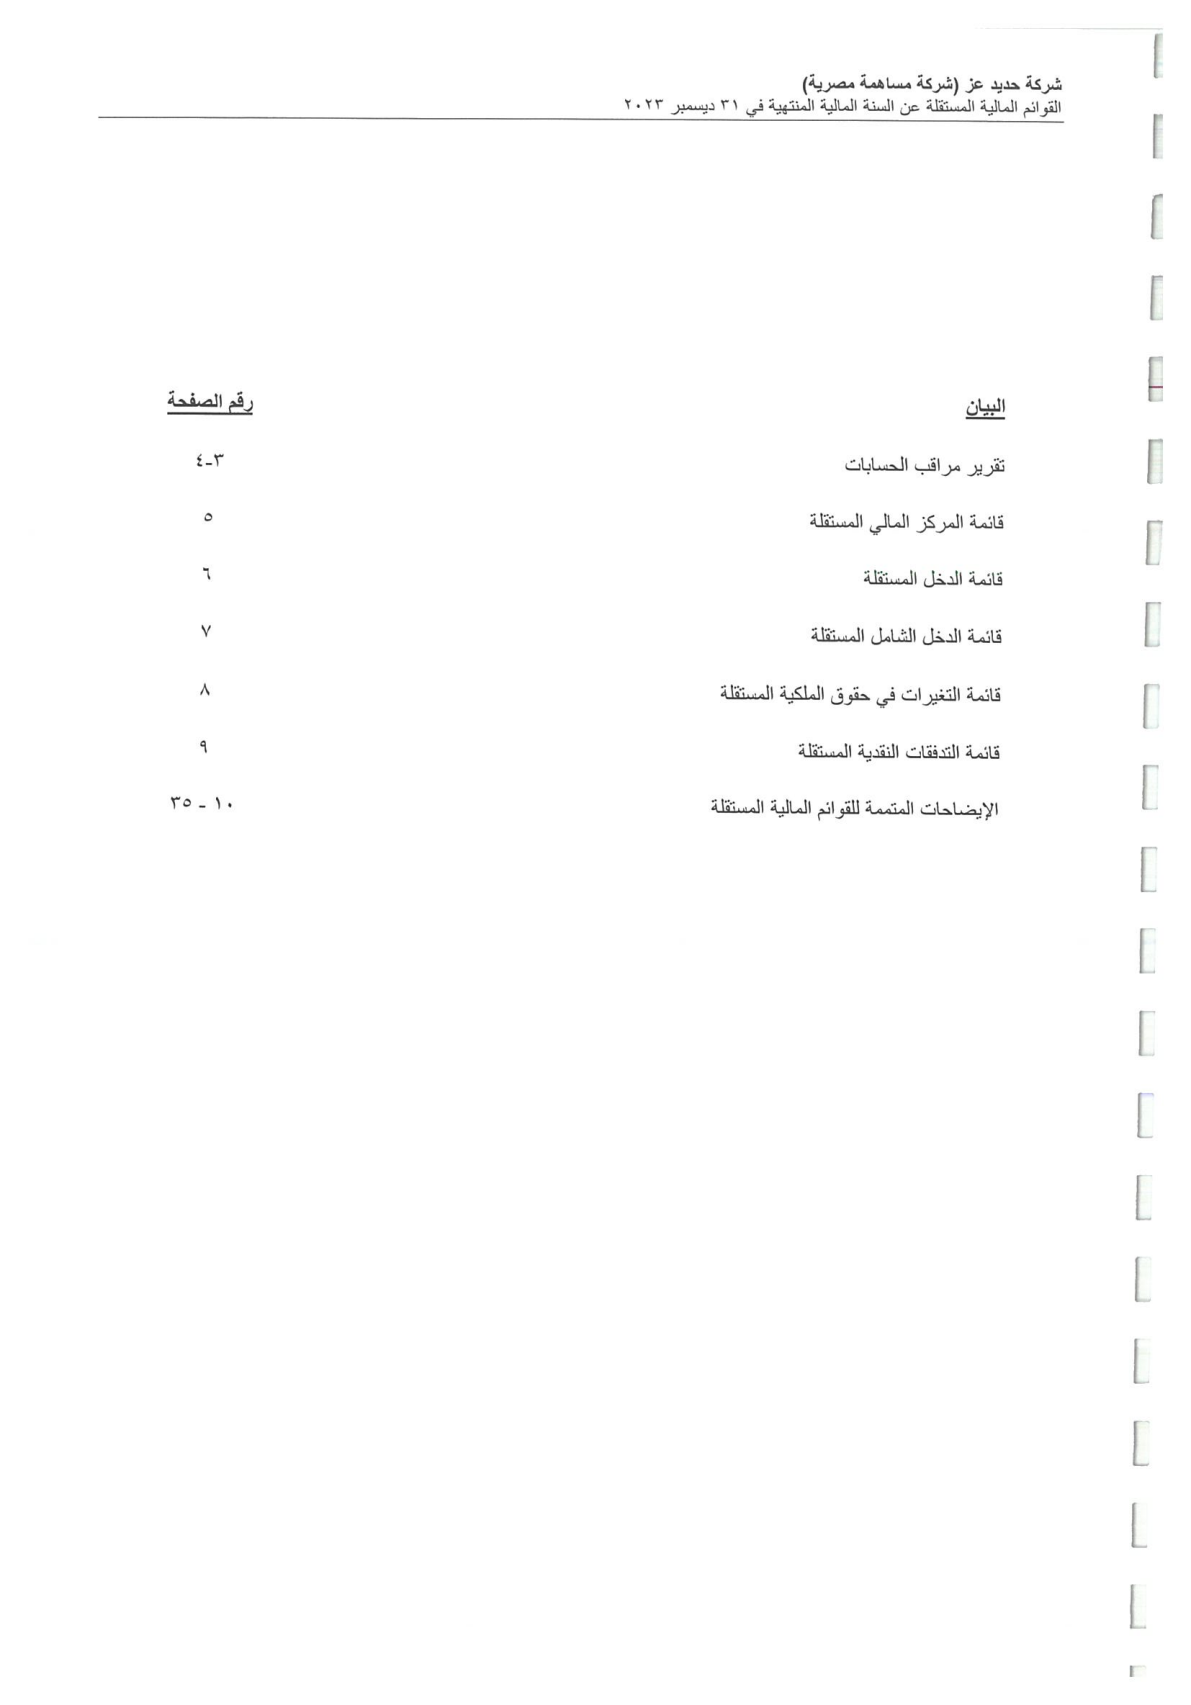 شركة حديد عز (شركة مساهمة مصرية)
القوائم المالية المستقلة عن السنة المالية المنتهية في ٣١ ديسمبر ٢٠٢٣
البيان رقم الصفحة
تقرير مراقب الحسابات ٣-٤
قائمة المركز المالي المستقلة ٥
قائمة الدخل المستقلة ٦
قائمة الدخل الشامل المستقلة ٧
قائمة التغيرات في حقوق الملكية المستقلة ٨
قائمة التدفقات النقدية المستقلة ٩
الإيضاحات المتممة للقوائم المالية المستقلة ١٠ - ٣٥